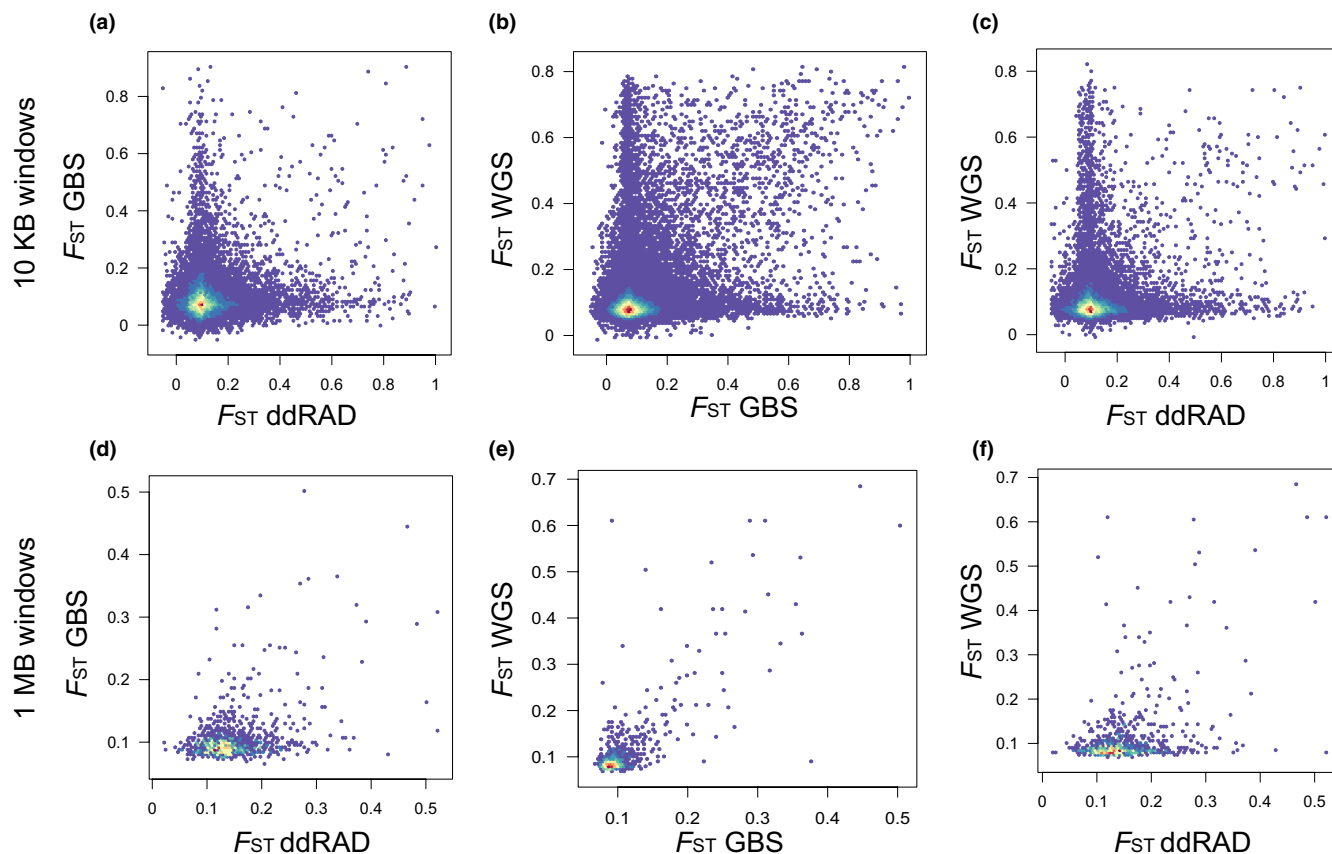 (a)
(b)
(c)
10 KB windows
FST GBS
0.8
0.6
0.4
0.2
0
0 0.2 0.4 0.6 0.8 1
FST ddRAD
FST WGS
0.8
0.6
0.4
0.2
0
0 0.2 0.4 0.6 0.8 1
FST GBS
FST WGS
0.8
0.6
0.4
0.2
0
0 0.2 0.4 0.6 0.8 1
FST ddRAD
(d)
(e)
(f)
1 MB windows
FST GBS
0.5
0.4
0.3
0.2
0.1
0 0.1 0.2 0.3 0.4 0.5
FST ddRAD
FST WGS
0.7
0.6
0.5
0.4
0.3
0.2
0.1
0.1 0.2 0.3 0.4 0.5
FST GBS
FST WGS
0.7
0.6
0.5
0.4
0.3
0.2
0.1
0 0.1 0.2 0.3 0.4 0.5
FST ddRAD